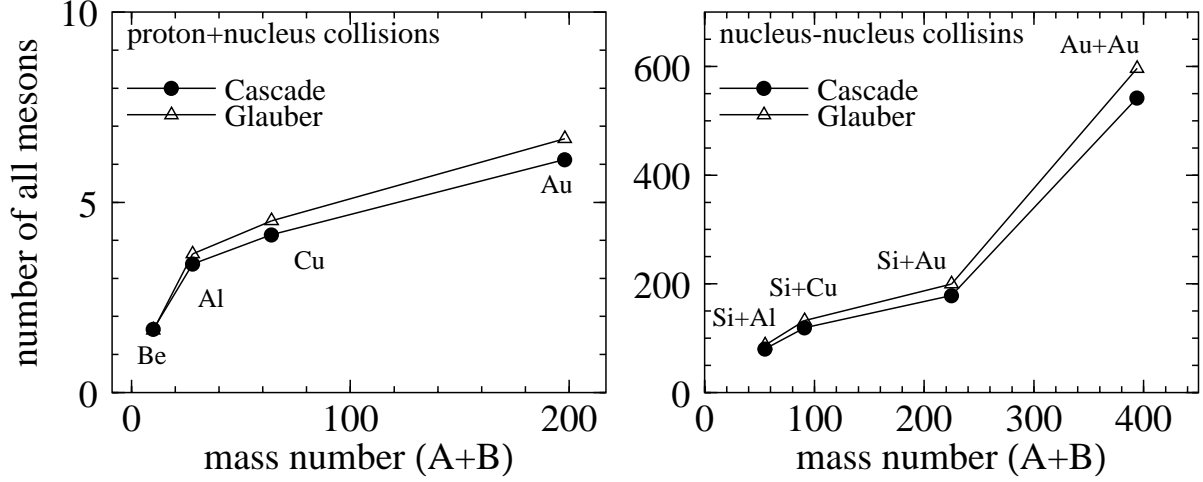 number of all mesons
10
5
0
proton+nucleus collisions
Cascade
Glauber
Be
Al
Cu
Au
0
100
200
mass number (A+B)
600
400
200
0
nucleus-nucleus collisins
Cascade
Glauber
Au+Au
Si+Au
Si+Cu
Si+Al
0
100
200
300
400
mass number (A+B)